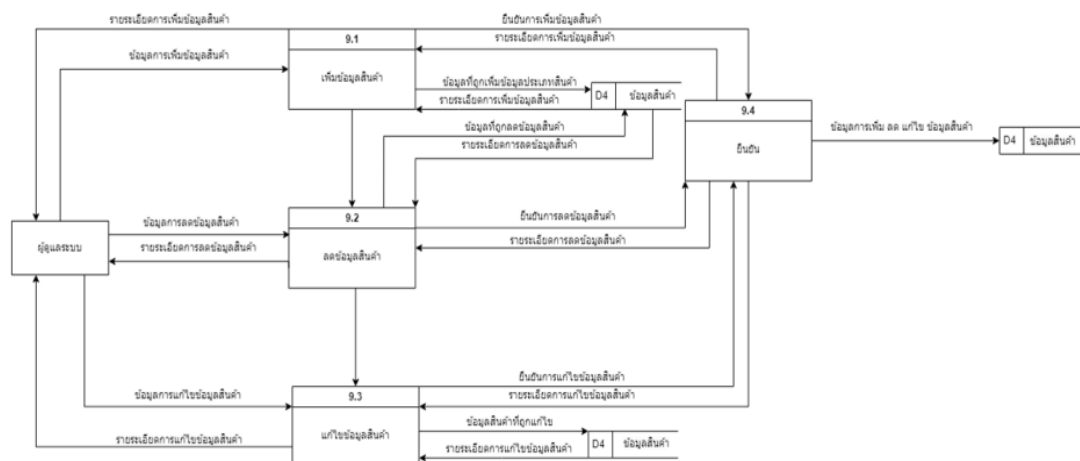 รายระเอียดการเพิ่มข้อมูลสินค้า
ยืนยันการเพิ่มข้อมูลสินค้า
9.1
รายระเอียดการเพิ่มข้อมูลสินค้า
ข้อมูลการเพิ่มข้อมูลสินค้า
เพิ่มข้อมูลสินค้า
ข้อมูลที่ถูกเพิ่มข้อมูลประเภทสินค้า
รายระเอียดการเพิ่มข้อมูลสินค้า
D4 ข้อมูลสินค้า
9.4
ยืนยัน
ข้อมูลการเพิ่ม ลด แก้ไข ข้อมูลสินค้า
D4 ข้อมูลสินค้า
ข้อมูลที่ถูกลดข้อมูลสินค้า
รายระเอียดการลดข้อมูลสินค้า
9.2
ลดข้อมูลสินค้า
ยืนยันการลดข้อมูลสินค้า
รายระเอียดการลดข้อมูลสินค้า
ข้อมูลการลดข้อมูลสินค้า
ผู้ดูแลระบบ
รายระเอียดการลดข้อมูลสินค้า
ยืนยันการแก้ไขข้อมูลสินค้า
ข้อมูลการแก้ไขข้อมูลสินค้า
9.3
รายระเอียดการแก้ไขข้อมูลสินค้า
แก้ไขข้อมูลสินค้า
ข้อมูลสินค้าที่ถูกแก้ไข
รายระเอียดการแก้ไขข้อมูลสินค้า
D4 ข้อมูลสินค้า
รายระเอียดการแก้ไขข้อมูลสินค้า